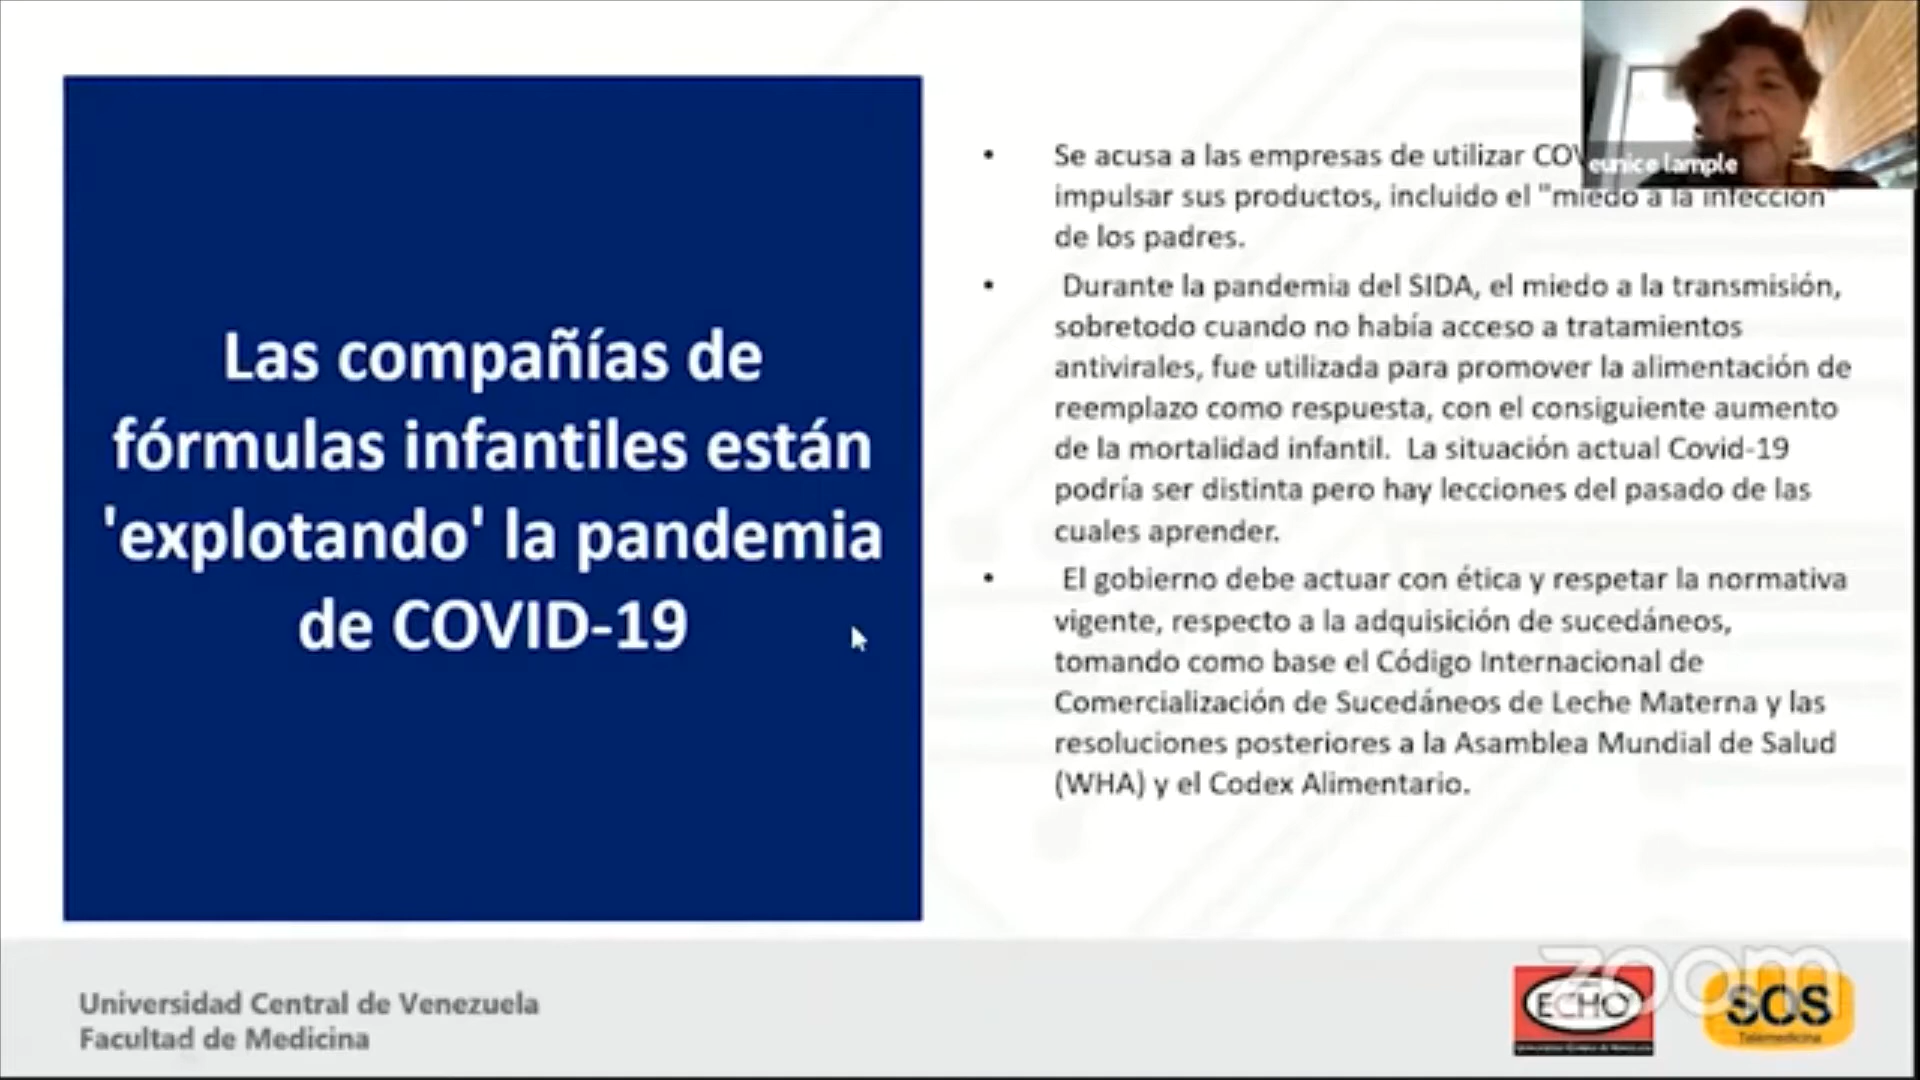 Las compañías de
fórmulas infantiles están
'explotando' la pandemia
de COVID-19
• Se acusa a las empresas de utilizar
impulsar sus productos, incluido el "miedo a la infección"
de los padres.
• Durante la pandemia del SIDA, el miedo a la transmisión,
sobretodo cuando no había acceso a tratamientos
antivirales, fue utilizada para promover la alimentación de
reemplazo como respuesta, con el consiguiente aumento
de la mortalidad infantil. La situación actual Covid-19
podría ser distinta pero hay lecciones del pasado de las
cuales aprender.
• El gobierno debe actuar con ética y respetar la normativa
vigente, respecto a la adquisición de sucedáneos,
tomando como base el Código Internacional de
Comercialización de Sucedáneos de Leche Materna y las
resoluciones posteriores a la Asamblea Mundial de Salud
(WHA) y el Codex Alimentario.
eunice lample
Universidad Central de Venezuela
Facultad de Medicina
zoom
ECHO
SOS
Telemedicina